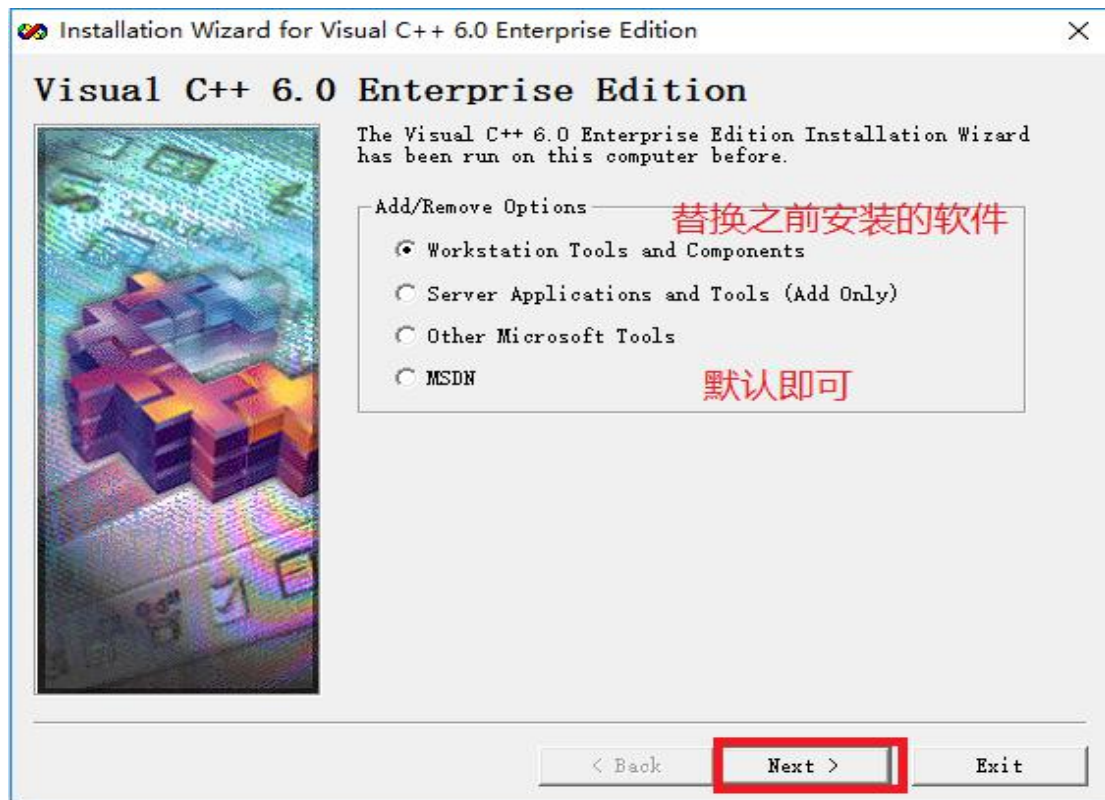 Installation Wizard for Visual C++ 6.0 Enterprise Edition
Visual C++ 6.0 Enterprise Edition
The Visual C++ 6.0 Enterprise Edition Installation Wizard
has been run on this computer before.
Add/Remove Options
替换之前安装的软件
Workstation Tools and Components
Server Applications and Tools (Add Only)
Other Microsoft Tools
MSDN
默认即可
< Back
Next >
Exit